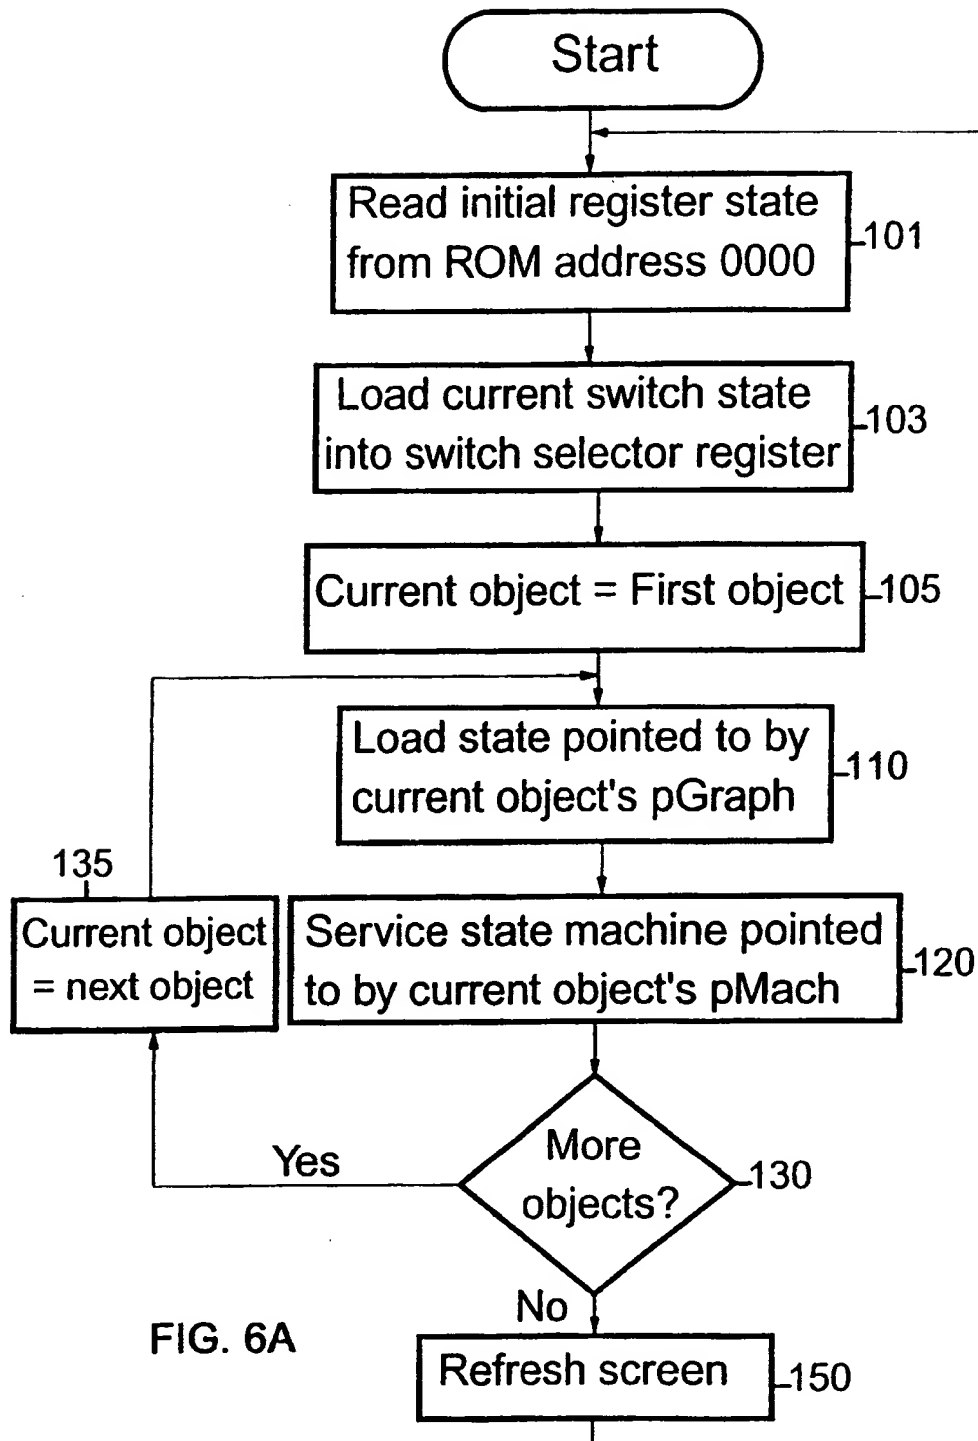 Start
Read initial register state
from ROM address 0000
101
Load current switch state
into switch selector register
103
Current object = First object
105
Load state pointed to by
current object's pGraph
110
135
Current object
= next object
Service state machine pointed
to by current object's pMach
120
More
objects?
130
Yes
No
FIG. 6A
Refresh screen
150